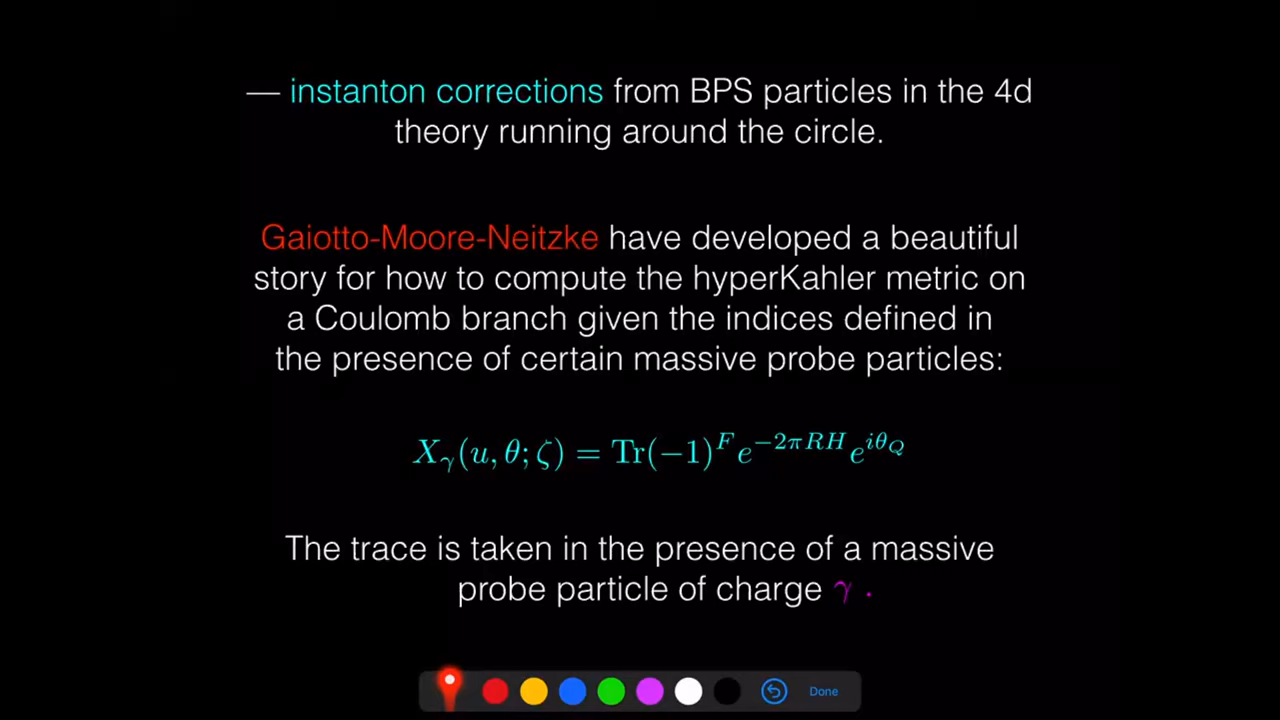 — instanton corrections from BPS particles in the 4d
theory running around the circle.
Gaiotto-Moore-Neitzke have developed a beautiful
story for how to compute the hyperKahler metric on
a Coulomb branch given the indices defined in
the presence of certain massive probe particles:
X_γ(u, θ; ζ) = Tr(−1)^F e^{−2πRH} e^{iθ_Q}
The trace is taken in the presence of a massive
probe particle of charge γ .
Done